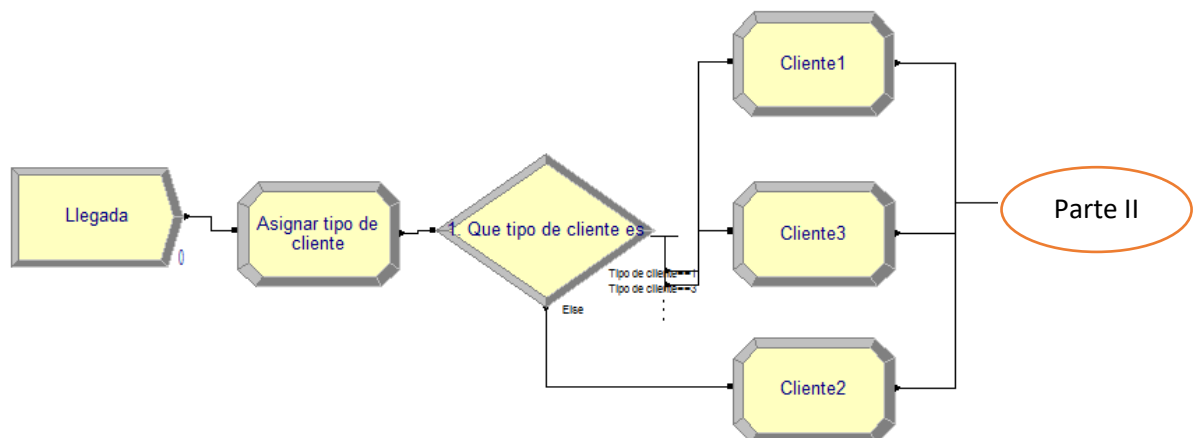 Llegada
0
Asignar tipo de
cliente
1. Que tipo de cliente es
Tipo de cliente==1
Tipo de cliente==3
Else
Cliente1
Cliente3
Cliente2
Parte II